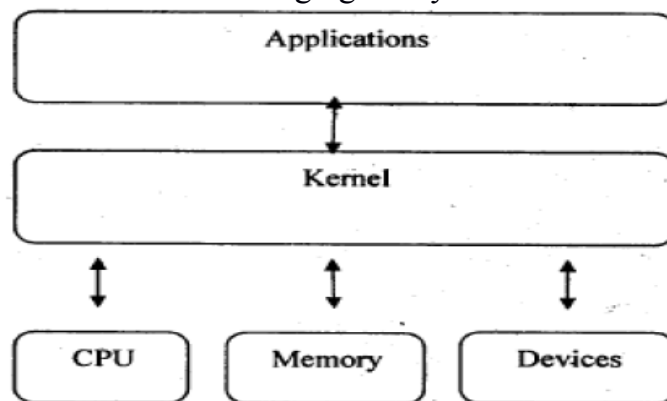 Applications
Kernel
CPU
Memory
Devices